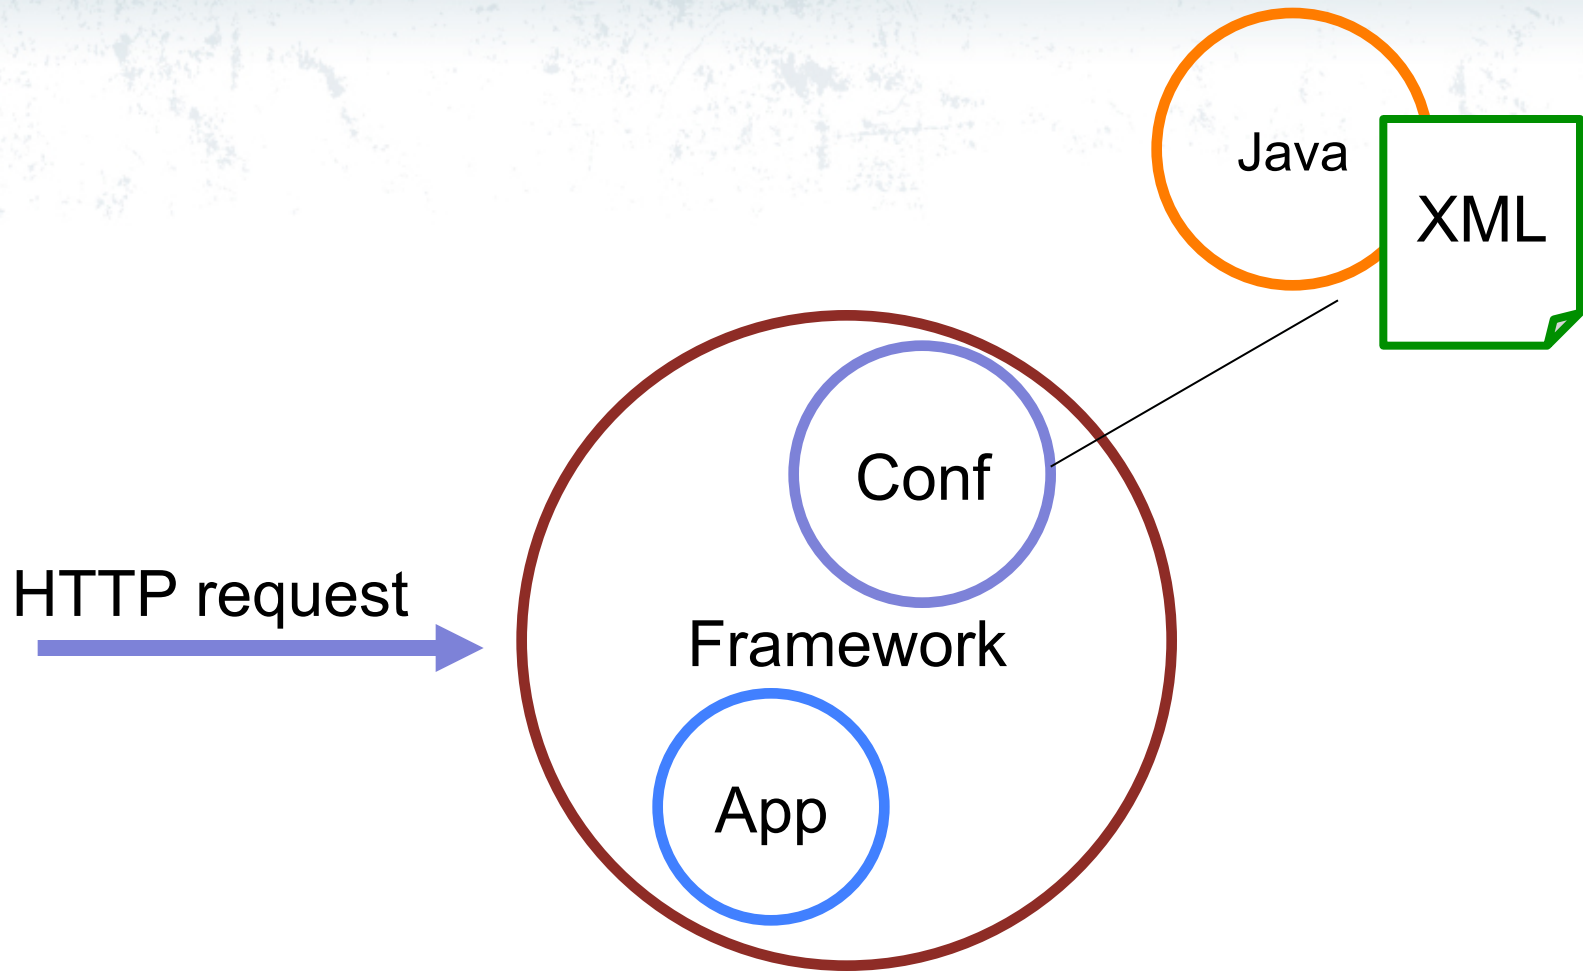 Java
XML
Conf
HTTP request
Framework
App